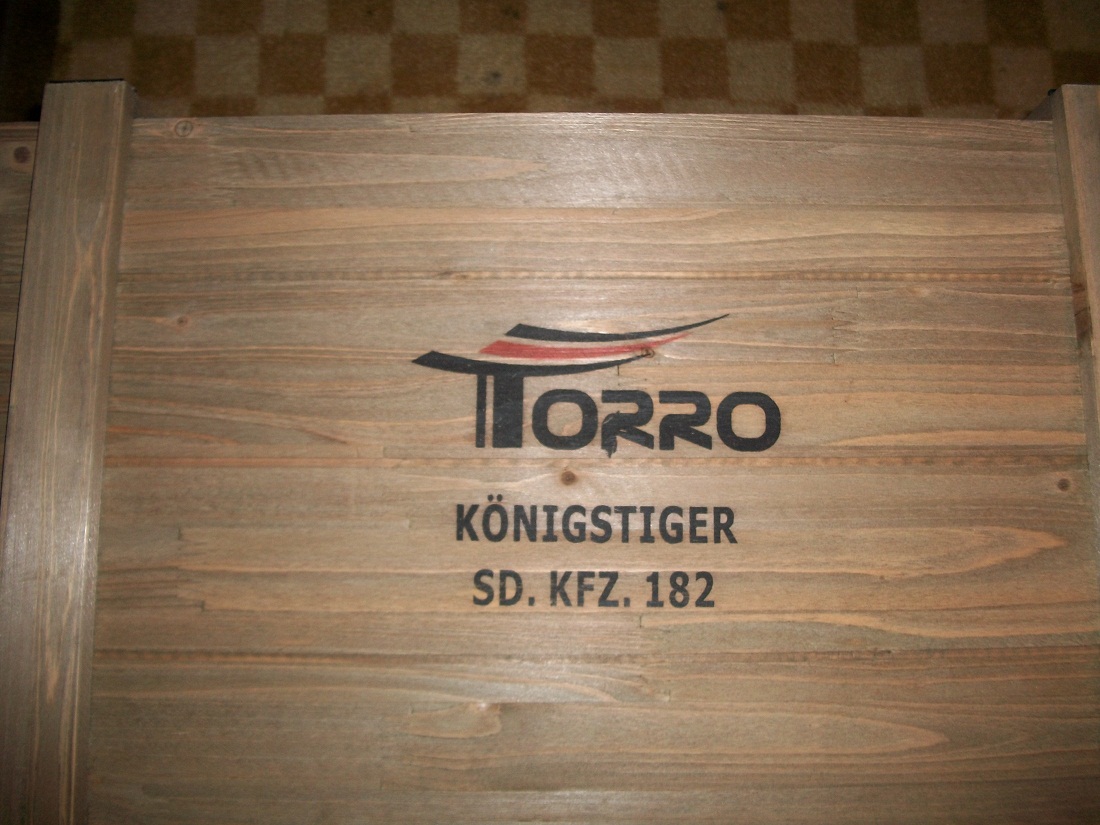 TORRO
KÖNIGSTIGER
SD. KFZ. 182